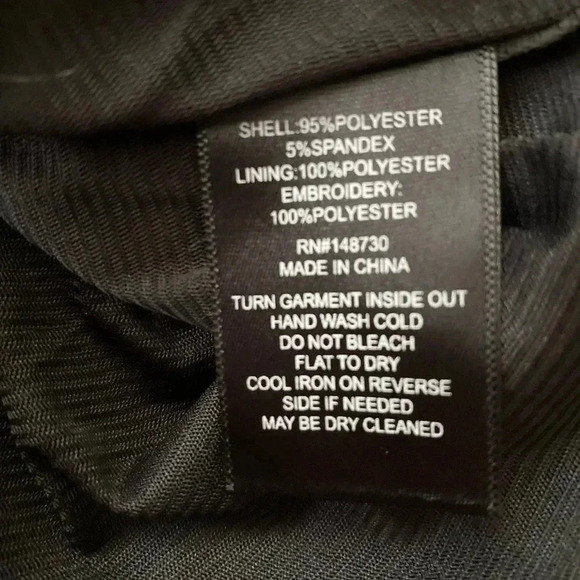 SHELL:95%POLYESTER
5%SPANDEX
LINING:100%POLYESTER
EMBROIDERY:
100%POLYESTER
RN#148730
MADE IN CHINA
TURN GARMENT INSIDE OUT
HAND WASH COLD
DO NOT BLEACH
FLAT TO DRY
COOL IRON ON REVERSE
SIDE IF NEEDED
MAY BE DRY CLEANED